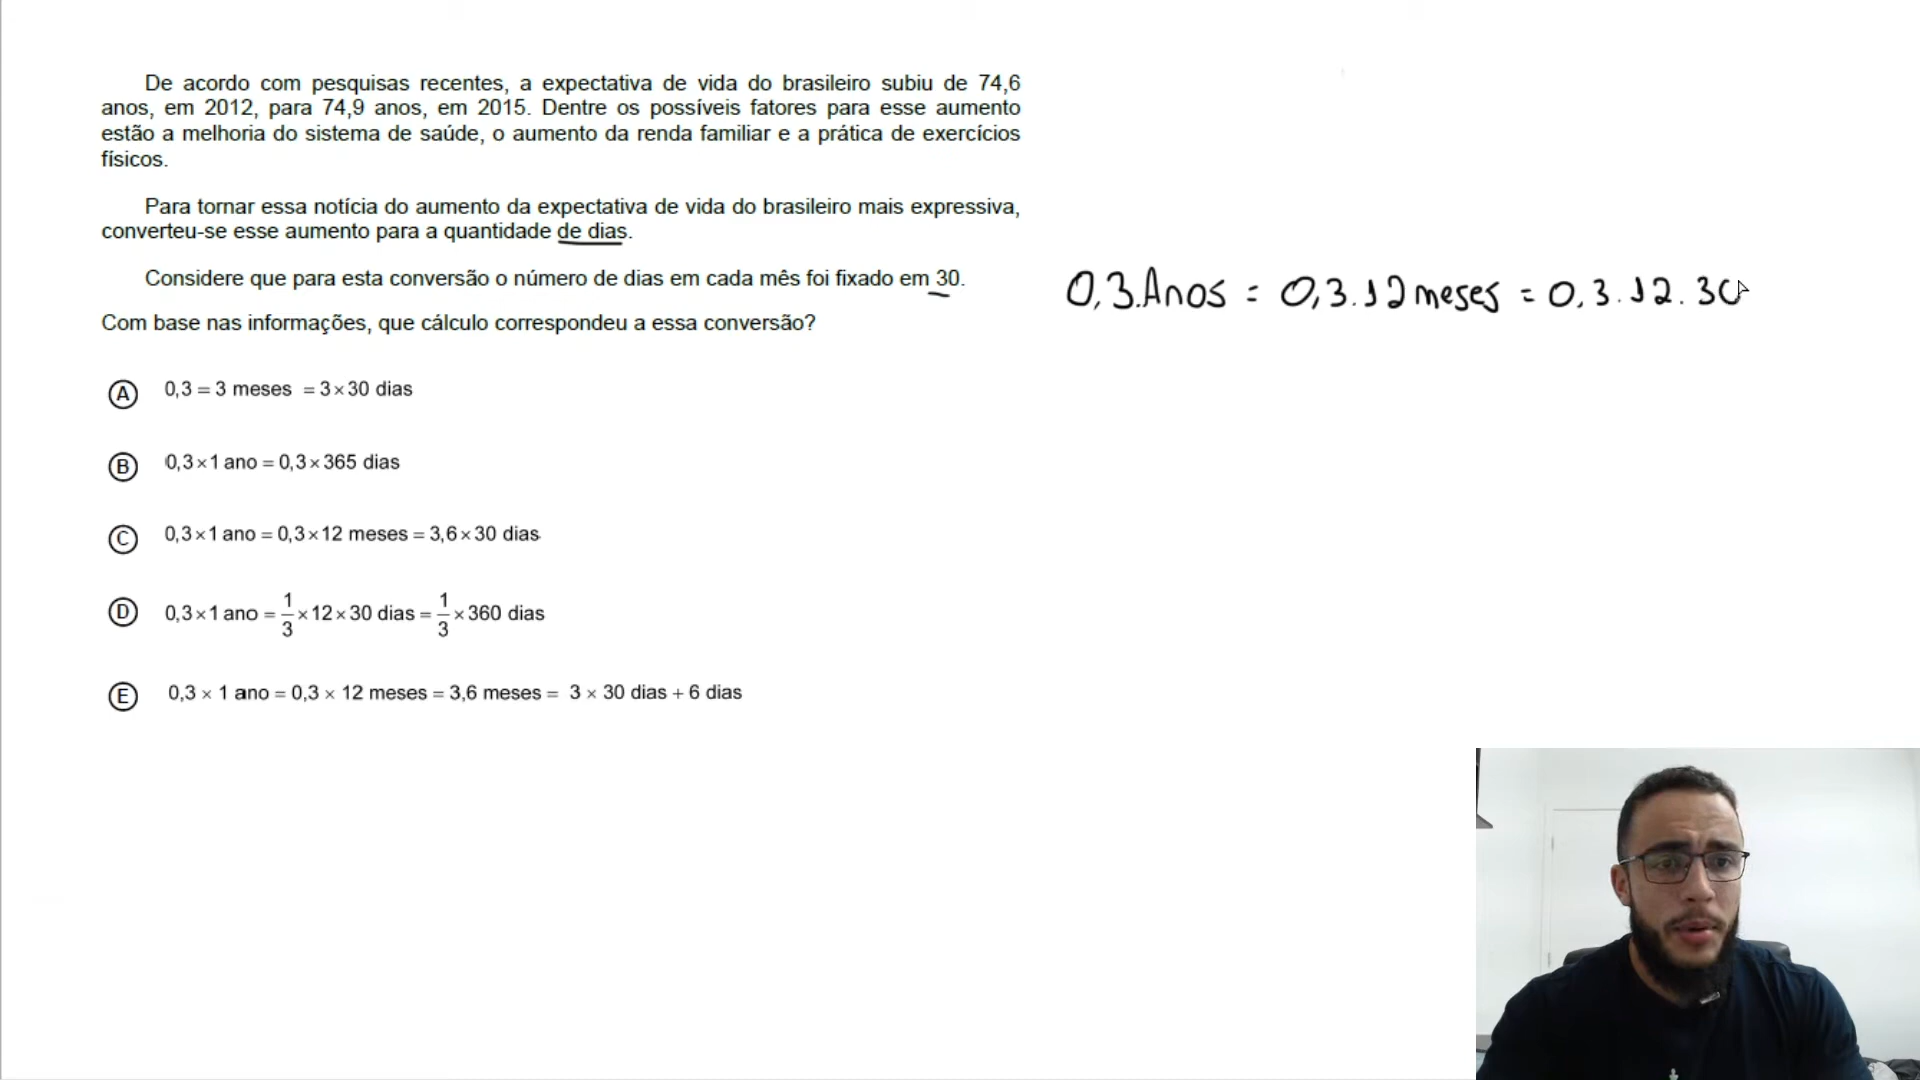 De acordo com pesquisas recentes, a expectativa de vida do brasileiro subiu de 74,6
anos, em 2012, para 74,9 anos, em 2015. Dentre os possíveis fatores para esse aumento
estão a melhoria do sistema de saúde, o aumento da renda familiar e a prática de exercícios
físicos.
Para tornar essa notícia do aumento da expectativa de vida do brasileiro mais expressiva,
converteu-se esse aumento para a quantidade de dias.
Considere que para esta conversão o número de dias em cada mês foi fixado em 30.
Com base nas informações, que cálculo correspondeu a essa conversão?
A 0,3 = 3 meses = 3 × 30 dias
B 0,3 × 1 ano = 0,3 × 365 dias
C 0,3 × 1 ano = 0,3 × 12 meses = 3,6 × 30 dias
D 0,3 × 1 ano = 1/3 × 12 × 30 dias = 1/3 × 360 dias
E 0,3 × 1 ano = 0,3 × 12 meses = 3,6 meses = 3 × 30 dias + 6 dias
0,3.Anos = 0,3.12 meses = 0,3.12.30